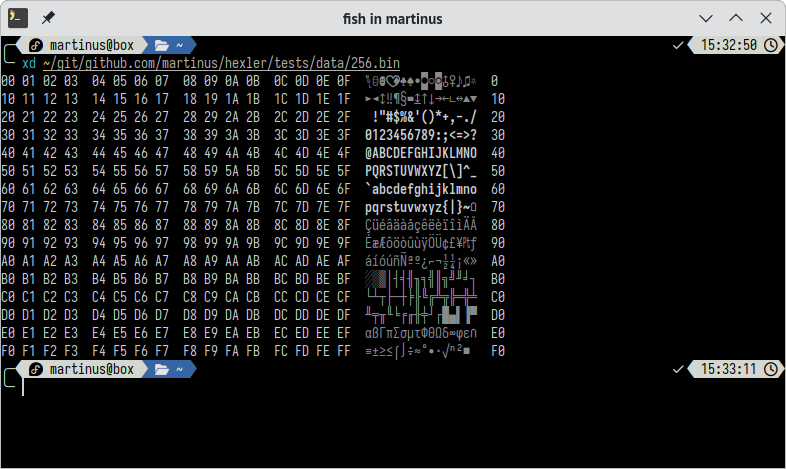 fish in martinus
martinus@box ~ 15:32:50
xd ~/git/github.com/martinus/hexler/tests/data/256.bin
00 01 02 03 04 05 06 07 08 09 0A 0B 0C 0D 0E 0F 0
10 11 12 13 14 15 16 17 18 19 1A 1B 1C 1D 1E 1F ►◄↕‼¶§▬↨↑↓→←∟↔▲▼ 10
20 21 22 23 24 25 26 27 28 29 2A 2B 2C 2D 2E 2F !"#$%&'()*+,-./ 20
30 31 32 33 34 35 36 37 38 39 3A 3B 3C 3D 3E 3F 0123456789:;<=>? 30
40 41 42 43 44 45 46 47 48 49 4A 4B 4C 4D 4E 4F @ABCDEFGHIJKLMNO 40
50 51 52 53 54 55 56 57 58 59 5A 5B 5C 5D 5E 5F PQRSTUVWXYZ[\]^_ 50
60 61 62 63 64 65 66 67 68 69 6A 6B 6C 6D 6E 6F `abcdefghijklmno 60
70 71 72 73 74 75 76 77 78 79 7A 7B 7C 7D 7E 7F pqrstuvwxyz{|}~⌂ 70
80 81 82 83 84 85 86 87 88 89 8A 8B 8C 8D 8E 8F ÇüéâäàåçêëèïîìÄÅ 80
90 91 92 93 94 95 96 97 98 99 9A 9B 9C 9D 9E 9F ÉæÆôöòûùÿÖÜ¢£¥₧ƒ 90
A0 A1 A2 A3 A4 A5 A6 A7 A8 A9 AA AB AC AD AE AF áíóúñÑªº¿⌐¬½¼¡«» A0
B0 B1 B2 B3 B4 B5 B6 B7 B8 B9 BA BB BC BD BE BF ░▒▓│┤╡╢╖╕╣║╗╝╜╛┐ B0
C0 C1 C2 C3 C4 C5 C6 C7 C8 C9 CA CB CC CD CE CF └┴┬├─┼╞╟╚╔╩╦╠═╬╧ C0
D0 D1 D2 D3 D4 D5 D6 D7 D8 D9 DA DB DC DD DE DF ╨╤╥╙╘╒╓╫╪┘┌█▄▌▐▀ D0
E0 E1 E2 E3 E4 E5 E6 E7 E8 E9 EA EB EC ED EE EF αßΓπΣσµτΦΘΩδ∞φε∩ E0
F0 F1 F2 F3 F4 F5 F6 F7 F8 F9 FA FB FC FD FE FF ≡±≥≤⌠⌡÷≈°∙·√ⁿ²■ F0
martinus@box ~ 15:33:11